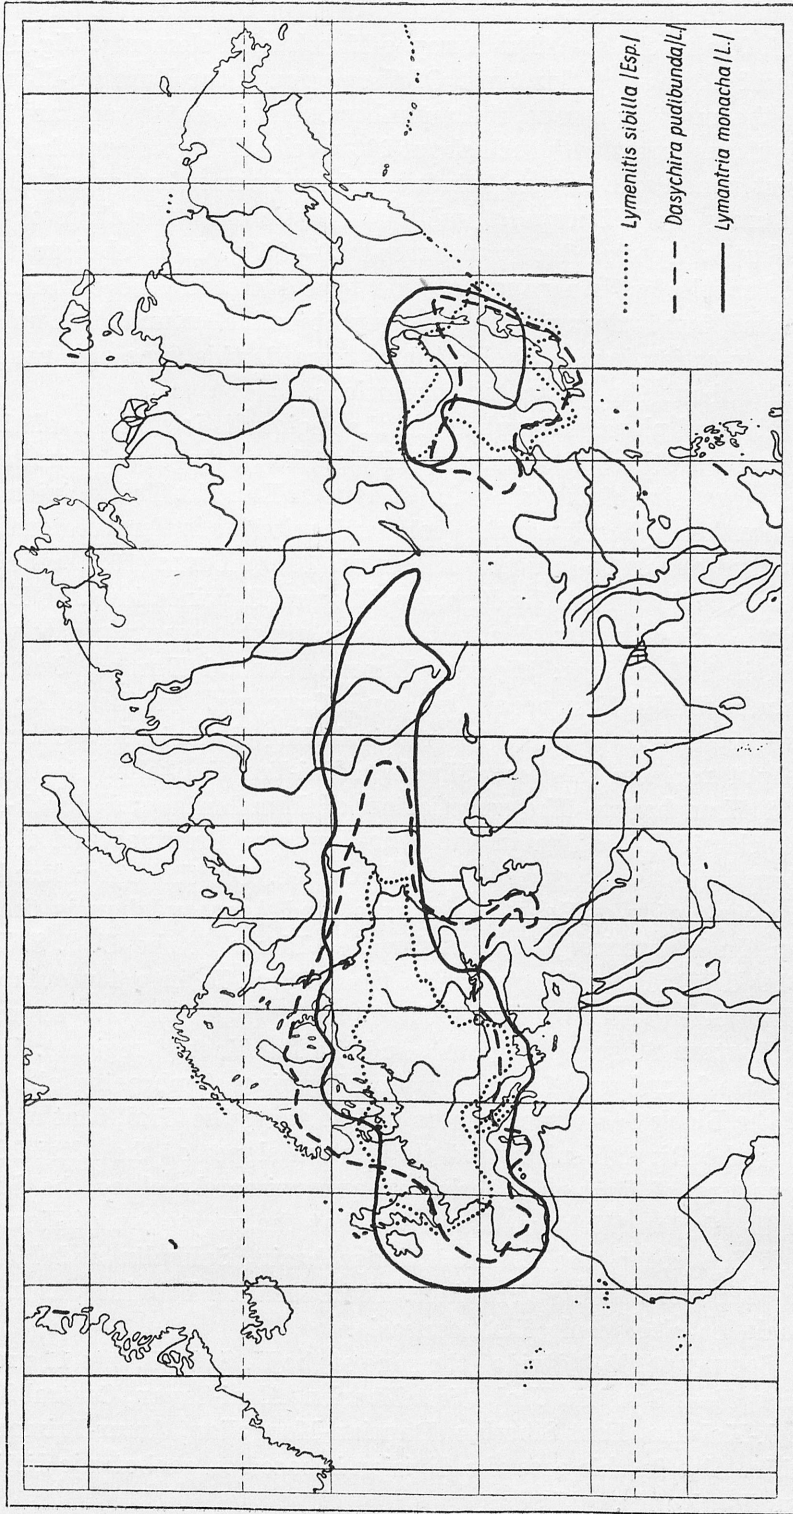 Lymenitis sibilla /Esp./
Dasychira pudibunda/L./
Lymantria monacha /L./